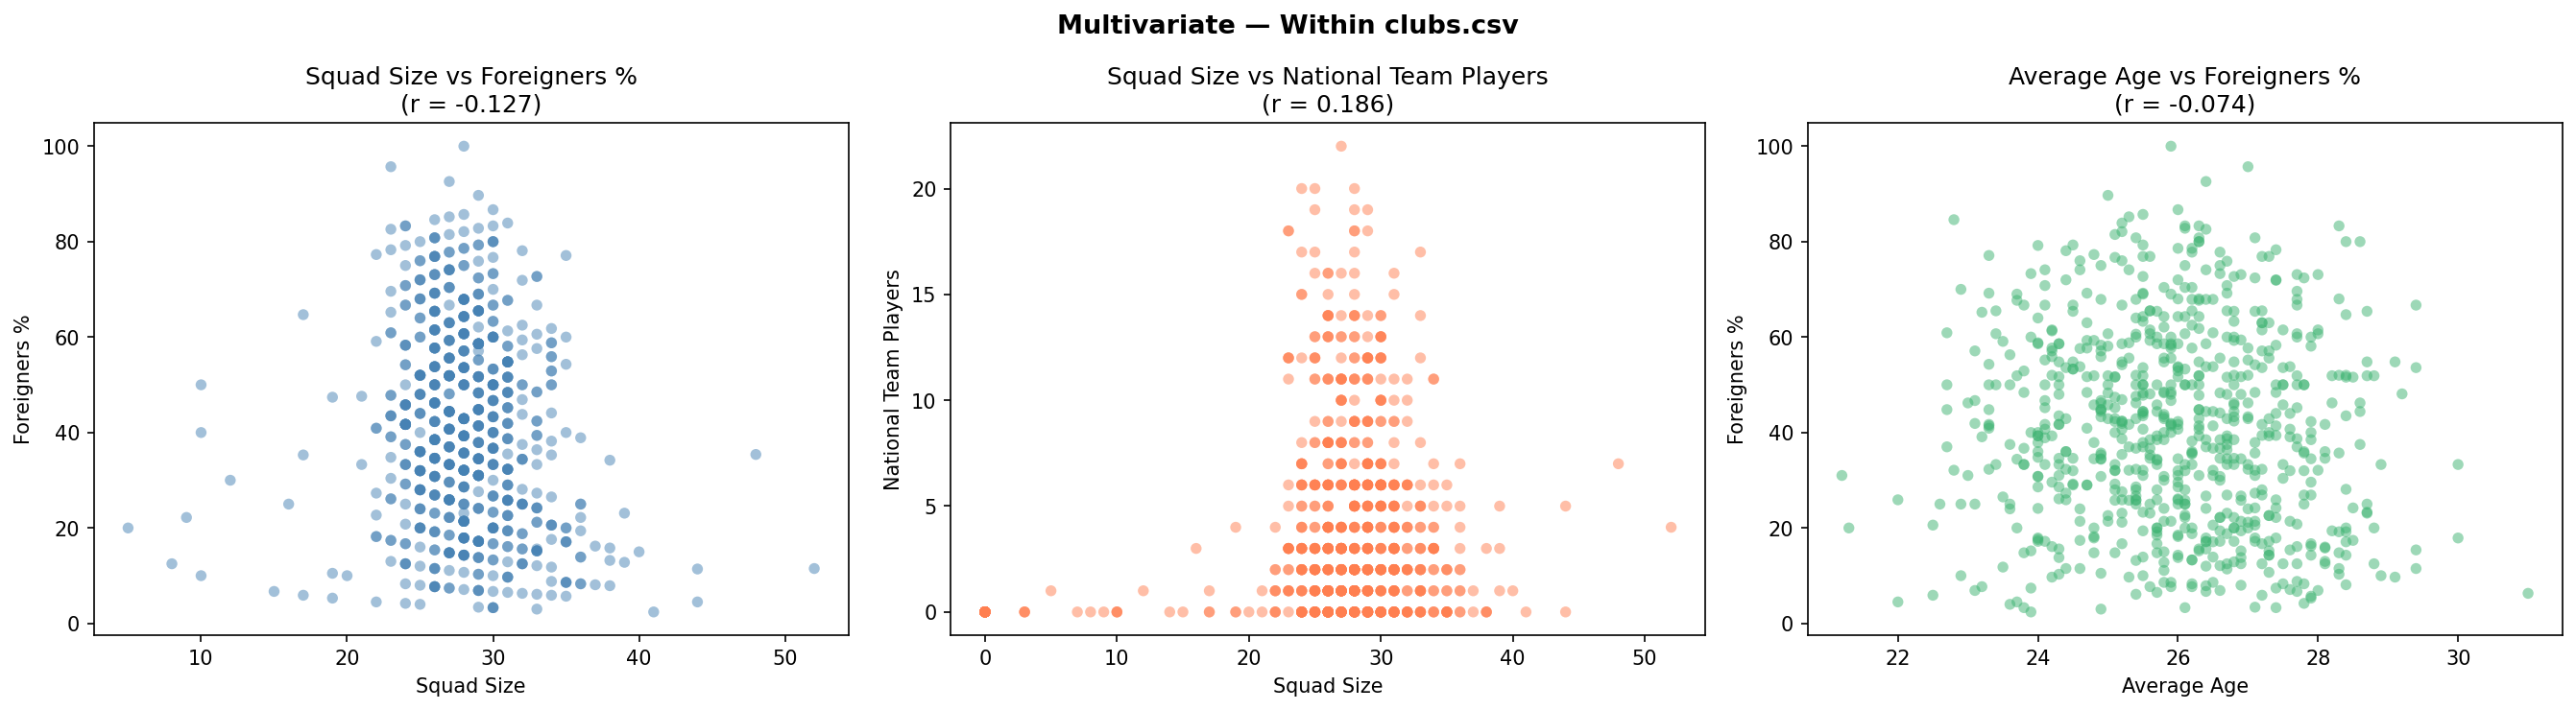 Multivariate — Within clubs.csv
Squad Size vs Foreigners %
(r = -0.127)
Foreigners %
100
80
60
40
20
0
10
20
30
40
50
Squad Size
Squad Size vs National Team Players
(r = 0.186)
National Team Players
20
15
10
5
0
0
10
20
30
40
50
Squad Size
Average Age vs Foreigners %
(r = -0.074)
Foreigners %
100
80
60
40
20
0
22
24
26
28
30
Average Age